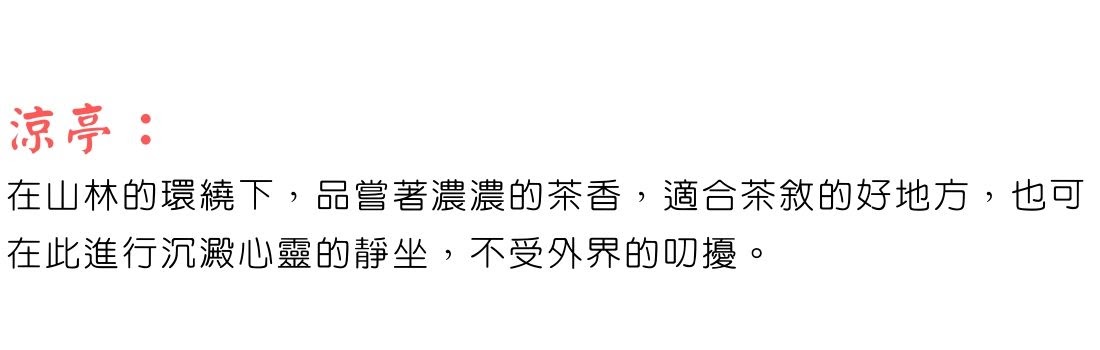 涼亭：
在山林的環繞下，品嘗著濃濃的茶香，適合茶敘的好地方，也可
在此進行沉澱心靈的靜坐，不受外界的叨擾。